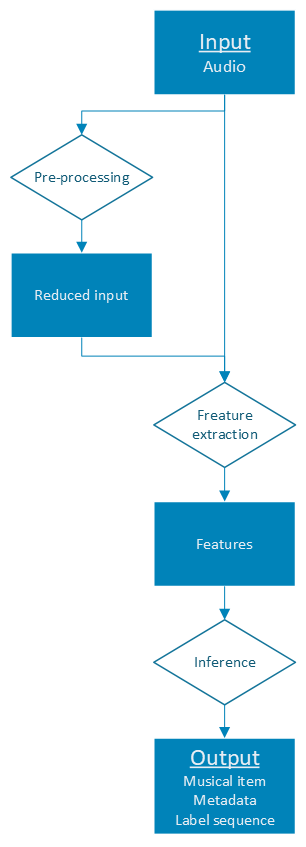 Input
Audio
Pre-processing
Reduced input
Freature
extraction
Features
Inference
Output
Musical item
Metadata
Label sequence